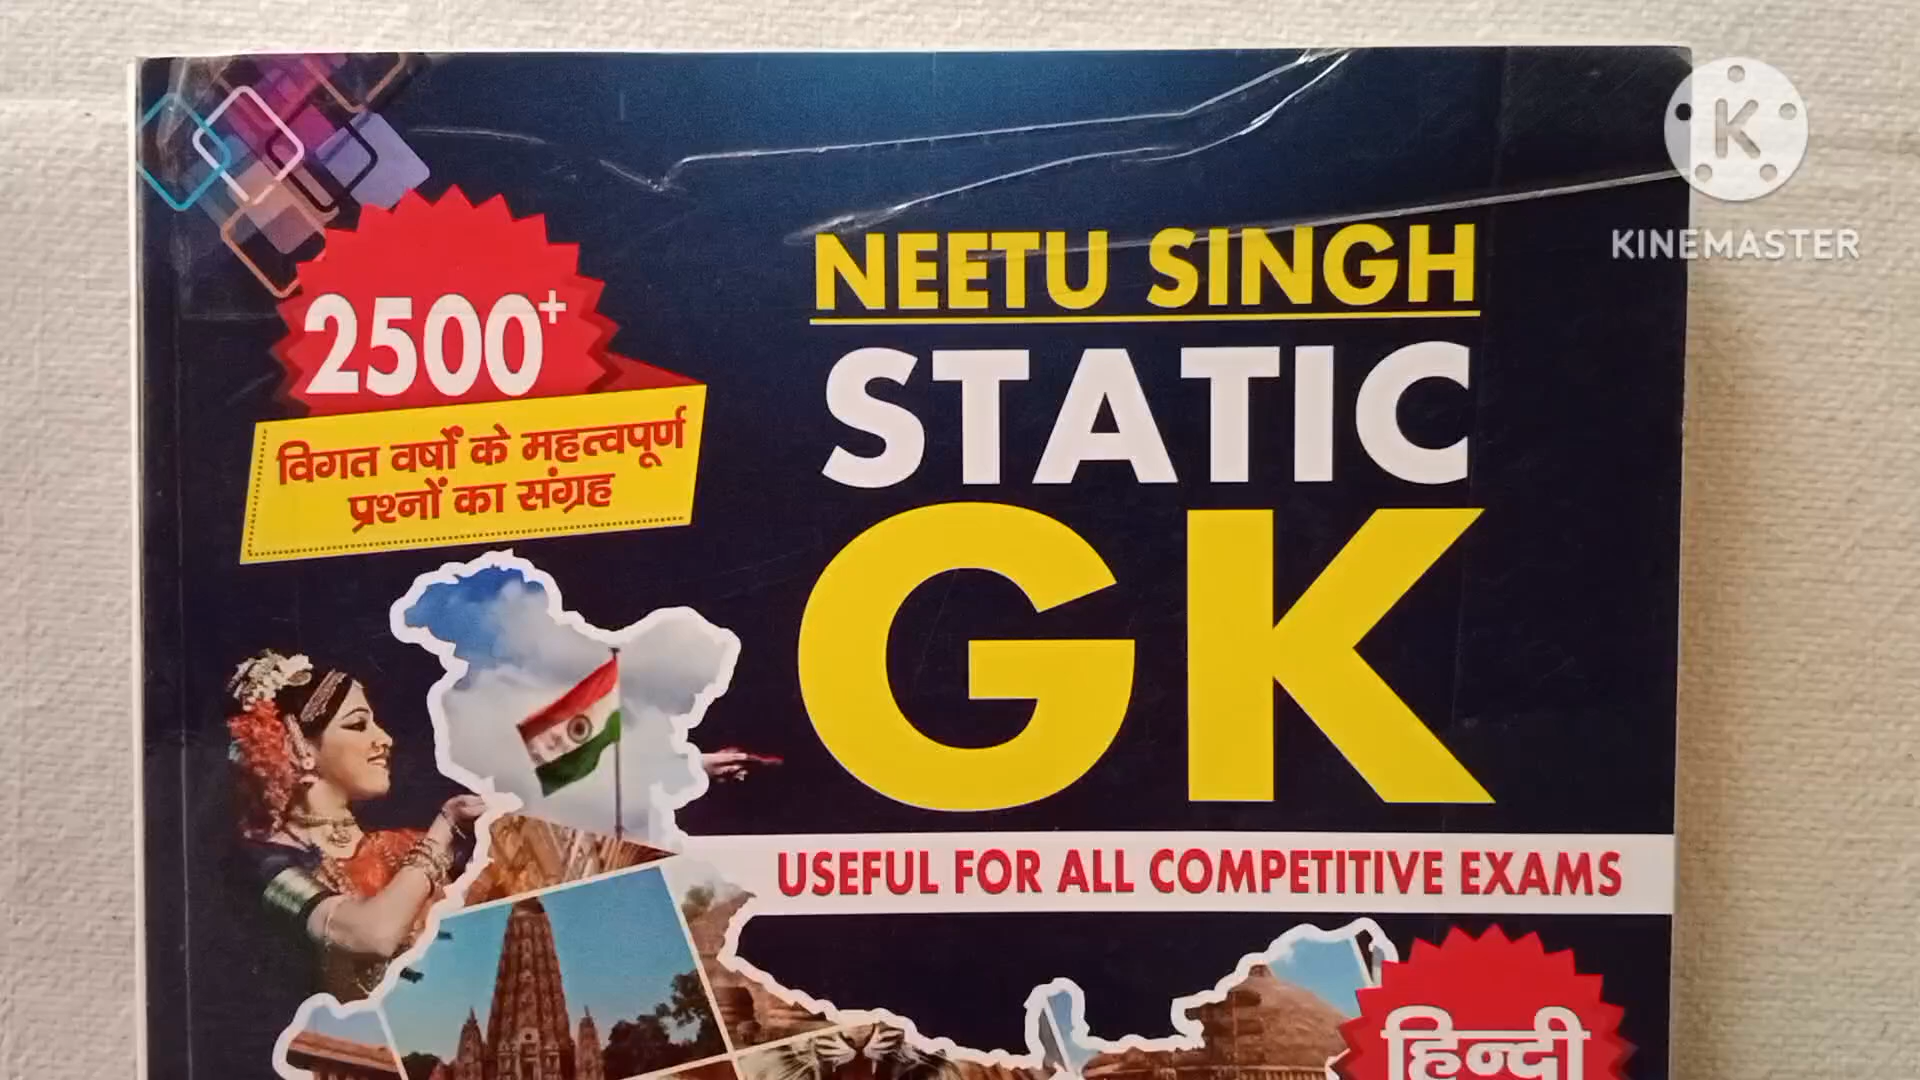 2500+
विगत वर्षों के महत्वपूर्ण
प्रश्नों का संग्रह
NEETU SINGH
STATIC
GK
USEFUL FOR ALL COMPETITIVE EXAMS
हिन्दी
K
KINEMASTER